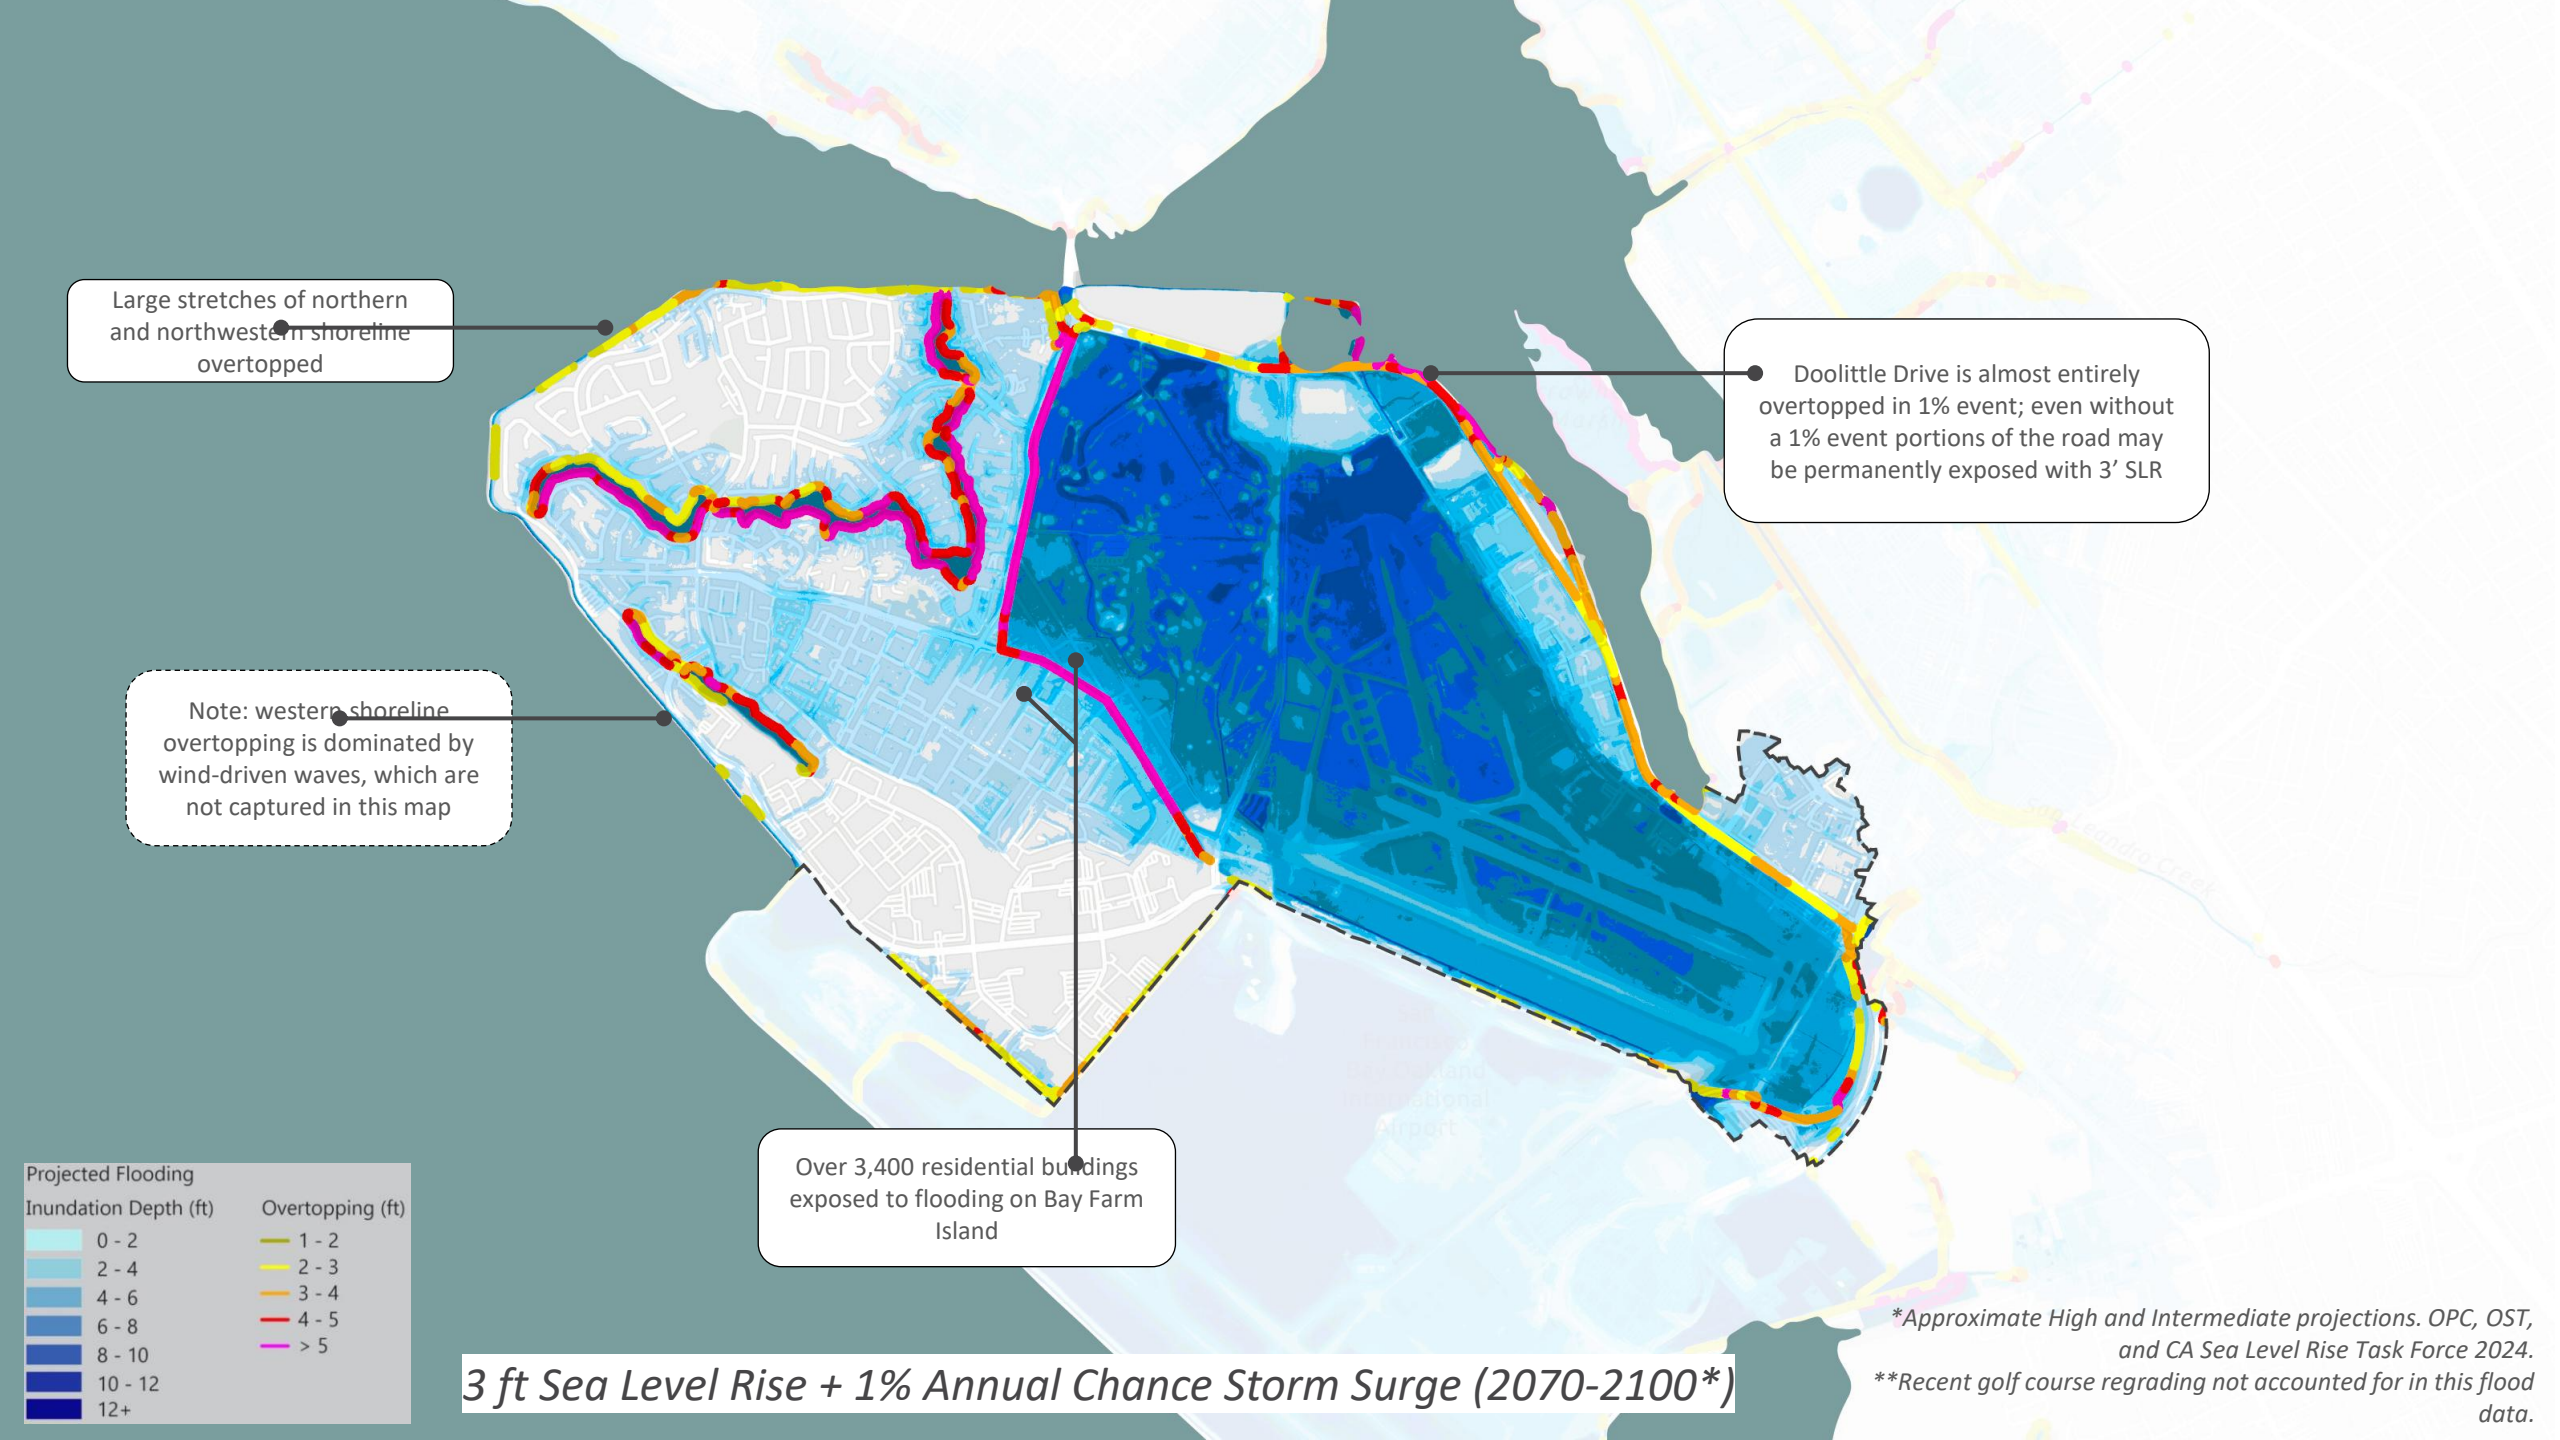 Large stretches of northern
and northwestern shoreline
overtopped
Doolittle Drive is almost entirely
overtopped in 1% event; even without
a 1% event portions of the road may
be permanently exposed with 3’ SLR
Note: western shoreline
overtopping is dominated by
wind-driven waves, which are
not captured in this map
San Leandro Creek
Over 3,400 residential buildings
exposed to flooding on Bay Farm
Island
Projected Flooding
Inundation Depth (ft)
0 - 2
2 - 4
4 - 6
6 - 8
8 - 10
10 - 12
12+
Overtopping (ft)
1 - 2
2 - 3
3 - 4
4 - 5
> 5
3 ft Sea Level Rise + 1% Annual Chance Storm Surge (2070-2100*)
*Approximate High and Intermediate projections. OPC, OST,
and CA Sea Level Rise Task Force 2024.
**Recent golf course regrading not accounted for in this flood
data.